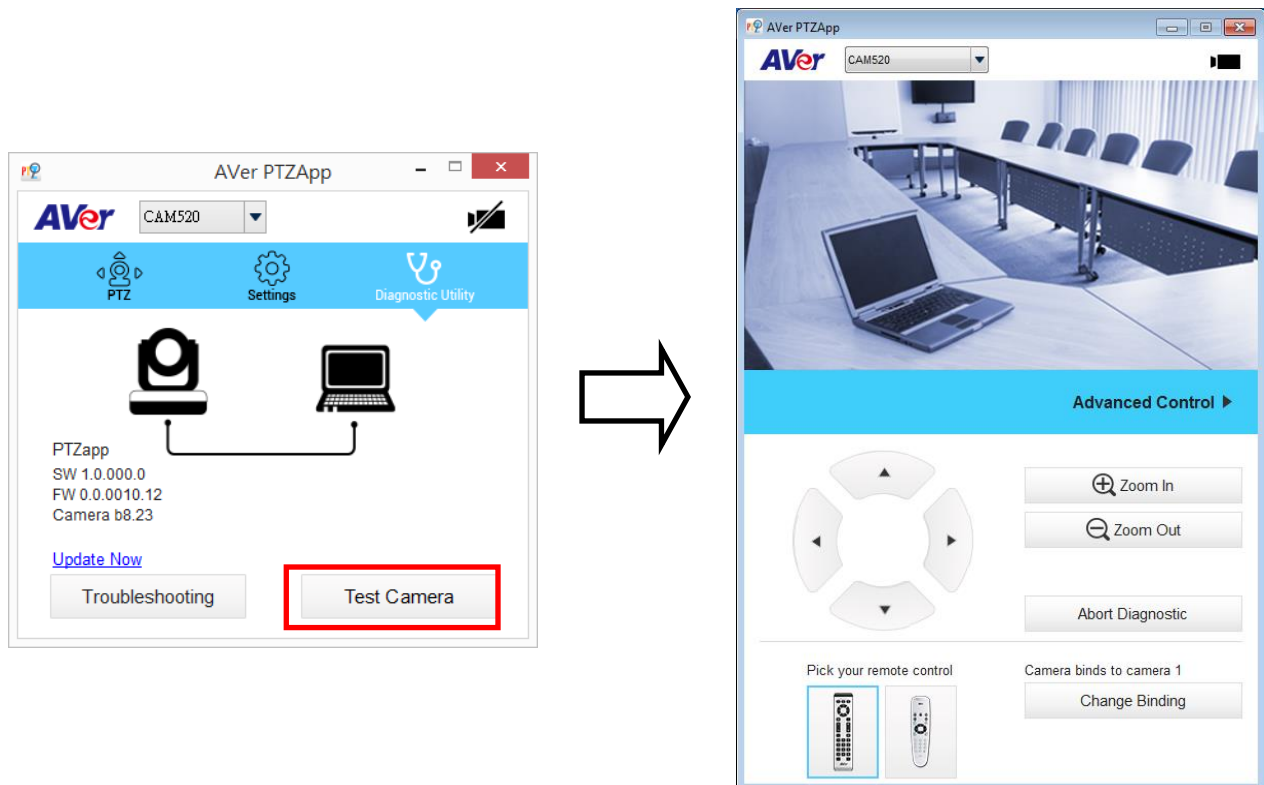 AVer PTZApp
AVer
CAM520
PTZ
Settings
Diagnostic Utility
PTZapp
SW 1.0.000.0
FW 0.0.0010.12
Camera b8.23
Update Now
Troubleshooting
Test Camera
AVer PTZApp
AVer
CAM520
Advanced Control
Zoom In
Zoom Out
Abort Diagnostic
Pick your remote control
Camera binds to camera 1
Change Binding